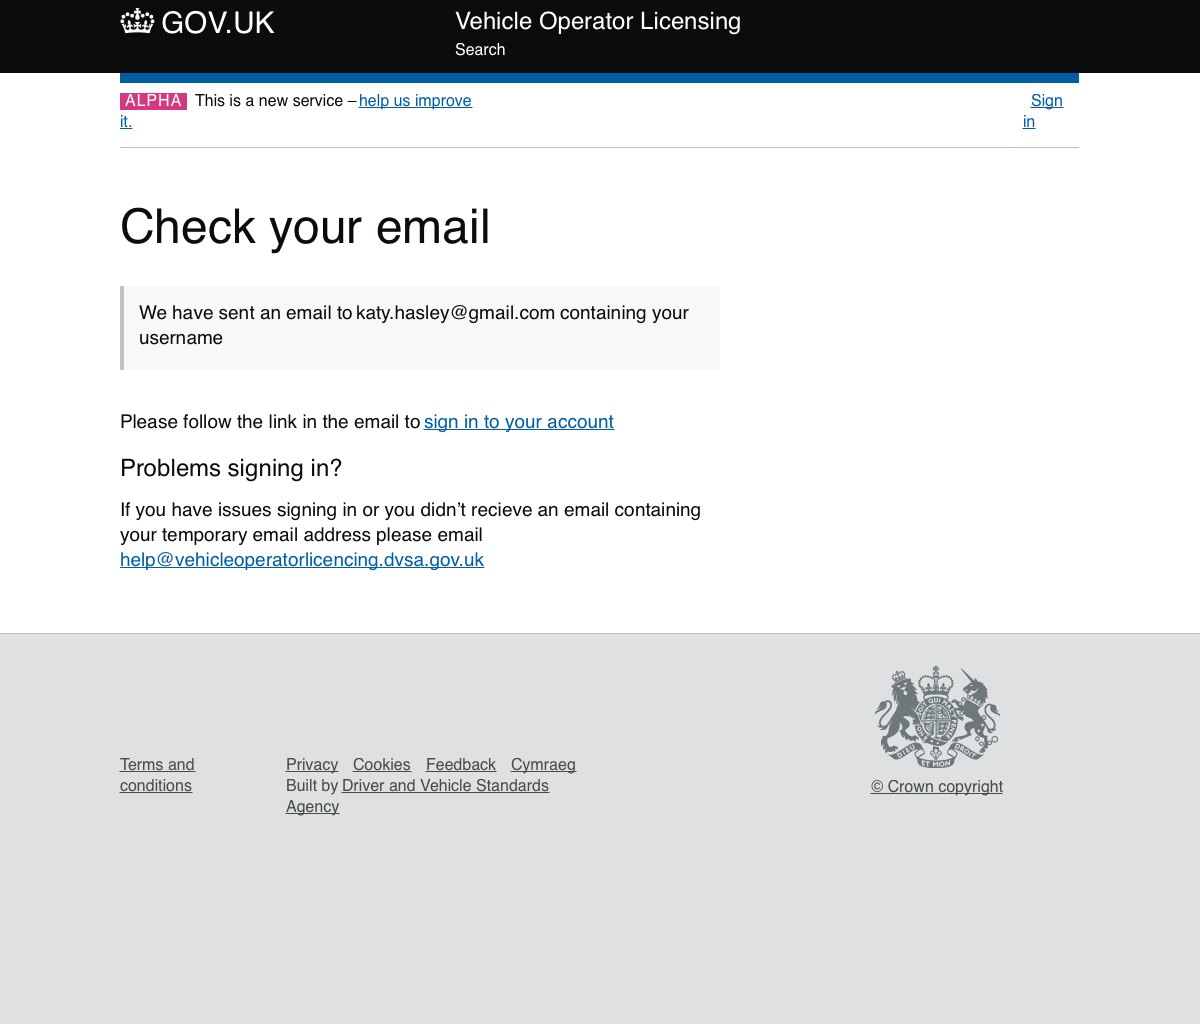 GOV.UK
Vehicle Operator Licensing
Search
ALPHA This is a new service – help us improve it.
Sign in
Check your email
We have sent an email to katy.hasley@gmail.com containing your
username
Please follow the link in the email to sign in to your account
Problems signing in?
If you have issues signing in or you didn’t recieve an email containing
your temporary email address please email
help@vehicleoperatorlicencing.dvsa.gov.uk
Terms and
conditions
Privacy Cookies Feedback Cymraeg
Built by Driver and Vehicle Standards
Agency
DIEU ET MON DROIT
© Crown copyright